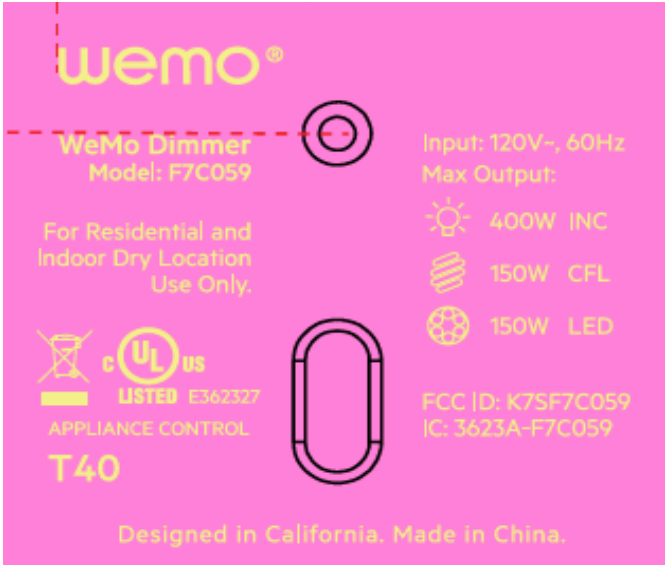 wemo®
WeMo Dimmer
Model: F7C059
For Residential and
Indoor Dry Location
Use Only.
c UL US
LISTED E362327
APPLIANCE CONTROL
T40
Input: 120V~, 60Hz
Max Output:
400W INC
150W CFL
150W LED
FCC ID: K7SF7C059
IC: 3623A-F7C059
Designed in California. Made in China.